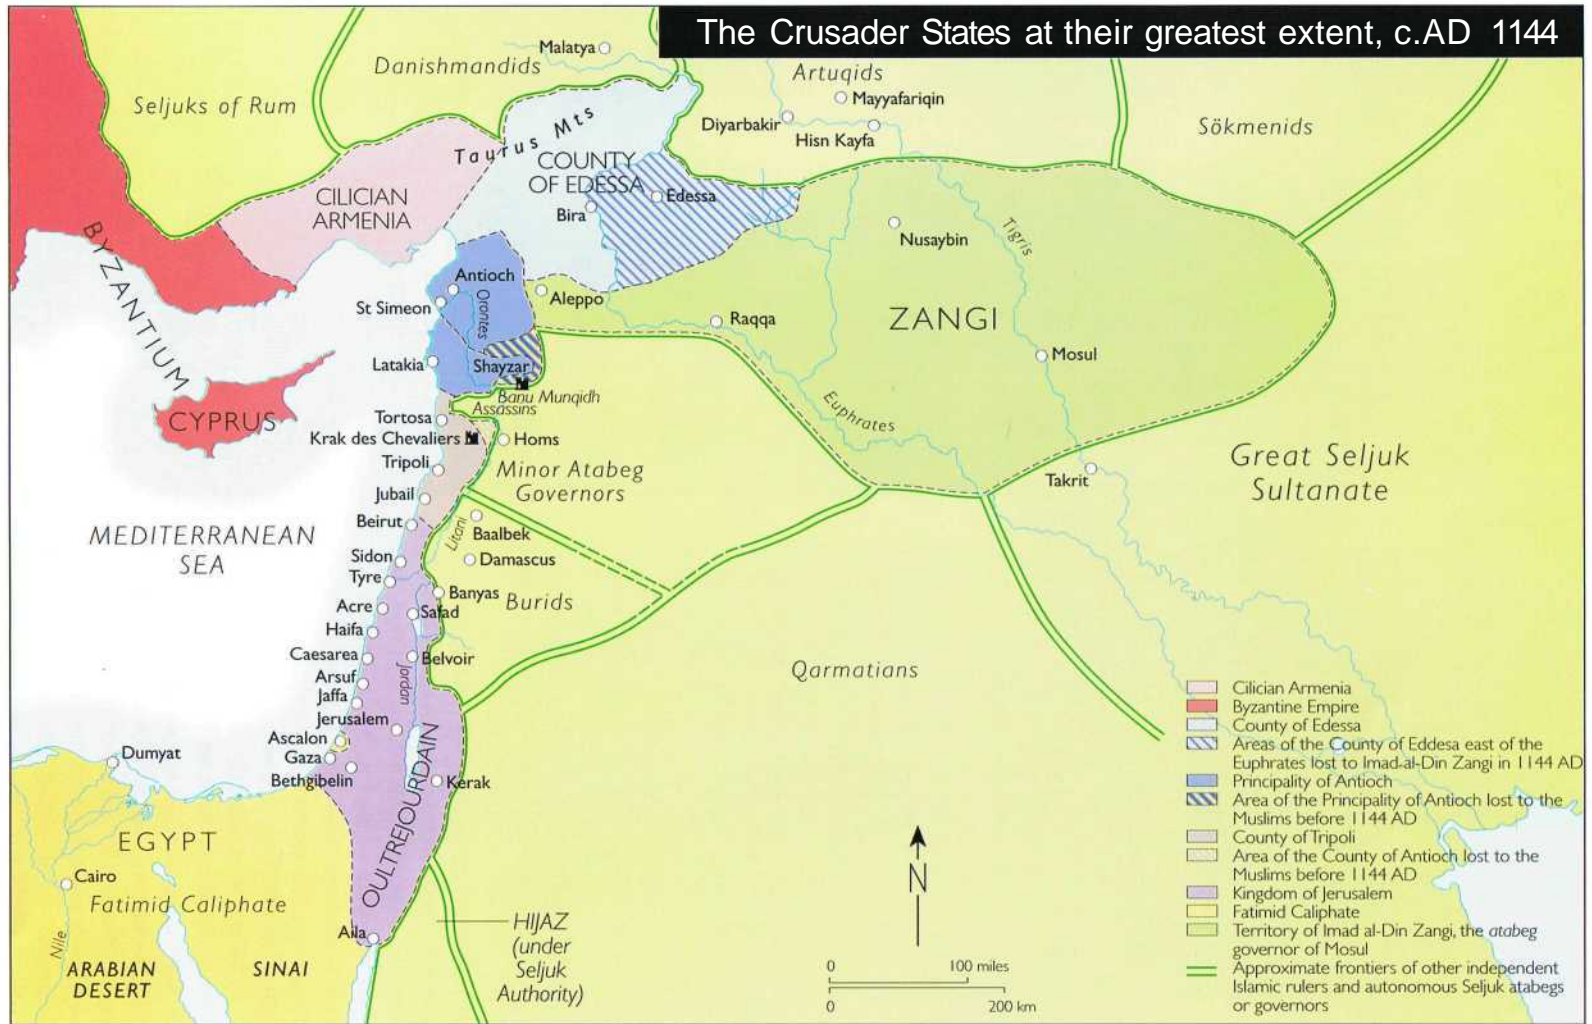 The Crusader States at their greatest extent, c.AD 1144
Malatya
Danishmandids
Artuqids
Seljuks of Rum
Mayyafariqin
Diyarbakir
Hisn Kayfa
Sökmenids
Taurus Mts
COUNTY
OF EDESSA
CILICIAN
ARMENIA
Edessa
Bira
BYZANTIUM
Nusaybin
Tigris
Antioch
St Simeon
Orontes
Aleppo
Raqqa
ZANGI
Latakia
Shayzar
Mosul
Banu Munqidh
Assassins
CYPRUS
Tortosa
Krak des Chevaliers
Homs
Euphrates
Tripoli
Minor Atabeg
Governors
Great Seljuk
Sultanate
Takrit
Jubail
Beirut
Litani
Baalbek
MEDITERRANEAN
SEA
Sidon
Damascus
Tyre
Banyas
Burids
Acre
Safad
Haifa
Caesarea
Belvoir
Qarmatians
Arsuf
Jaffa
Jordan
Jerusalem
Ascalon
Gaza
Bethgibelin
Kerak
OULTREJOURDAIN
Dumyat
EGYPT
Cairo
Fatimid Caliphate
Nile
Aila
ARABIAN
DESERT
SINAI
HIJAZ
(under
Seljuk
Authority)
N
0 100 miles
0 200 km
Cilician Armenia
Byzantine Empire
County of Edessa
Areas of the County of Eddesa east of the
Euphrates lost to Imad-al-Din Zangi in 1144 AD
Principality of Antioch
Area of the Principality of Antioch lost to the
Muslims before 1144 AD
County of Tripoli
Area of the County of Antioch lost to the
Muslims before 1144 AD
Kingdom of Jerusalem
Fatimid Caliphate
Territory of Imad al-Din Zangi, the atabeg
governor of Mosul
Approximate frontiers of other independent
Islamic rulers and autonomous Seljuk atabegs
or governors